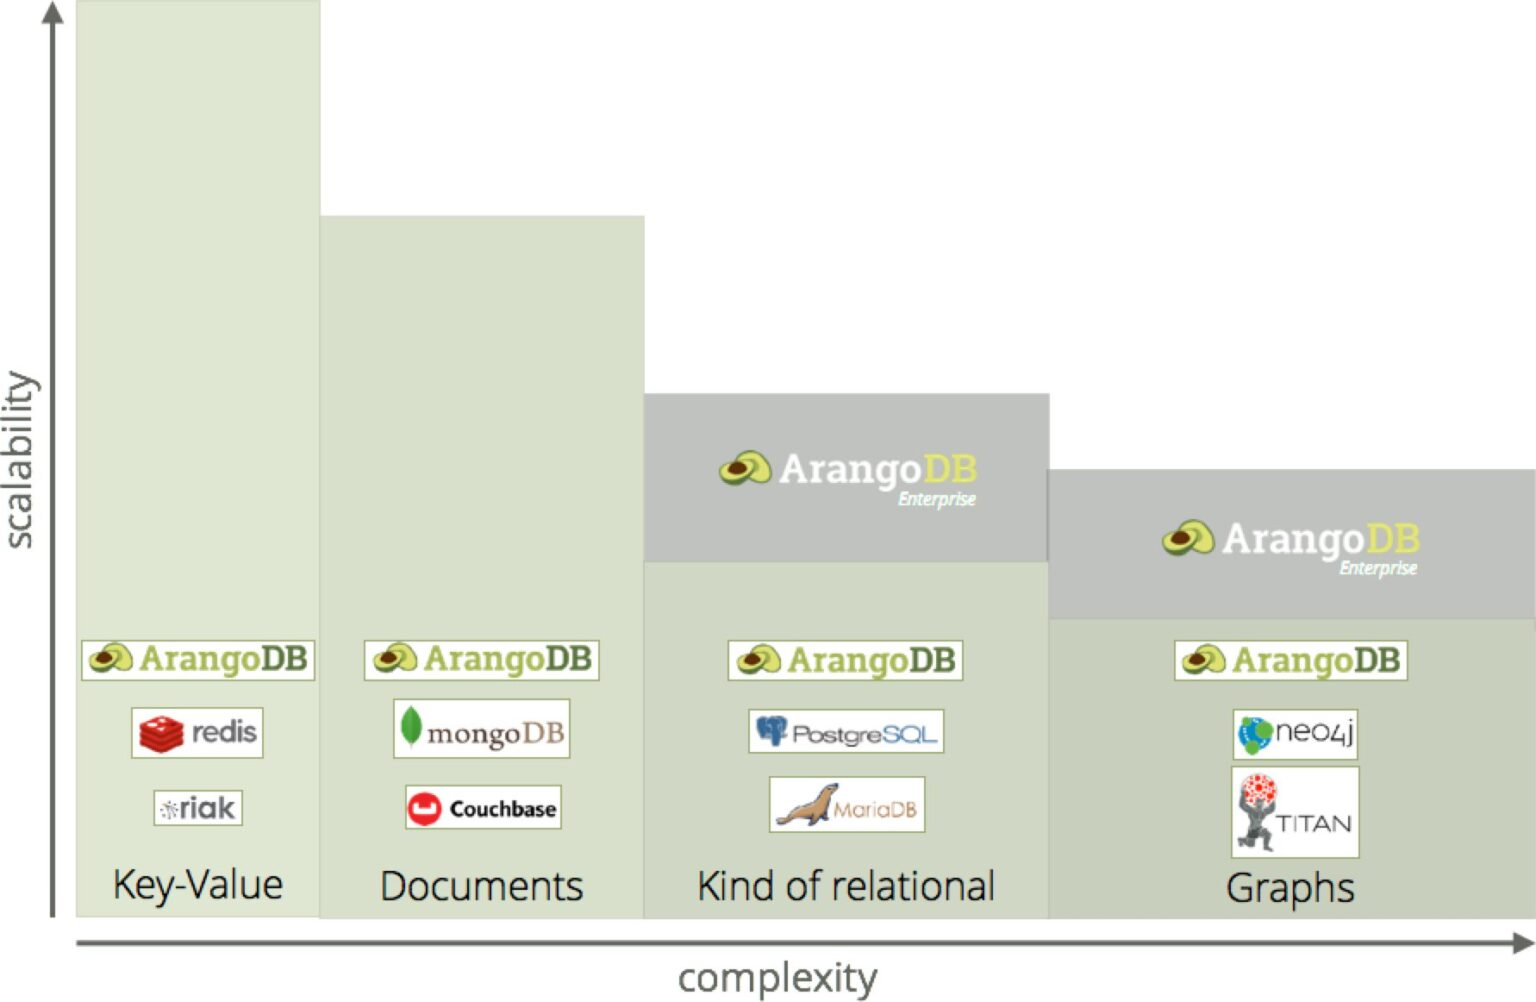 scalability
ArangoDB
Enterprise
ArangoDB
Enterprise
ArangoDB
redis
riak
Key-Value
ArangoDB
mongoDB
Couchbase
Documents
ArangoDB
PostgreSQL
MariaDB
Kind of relational
ArangoDB
neo4j
TITAN
Graphs
complexity